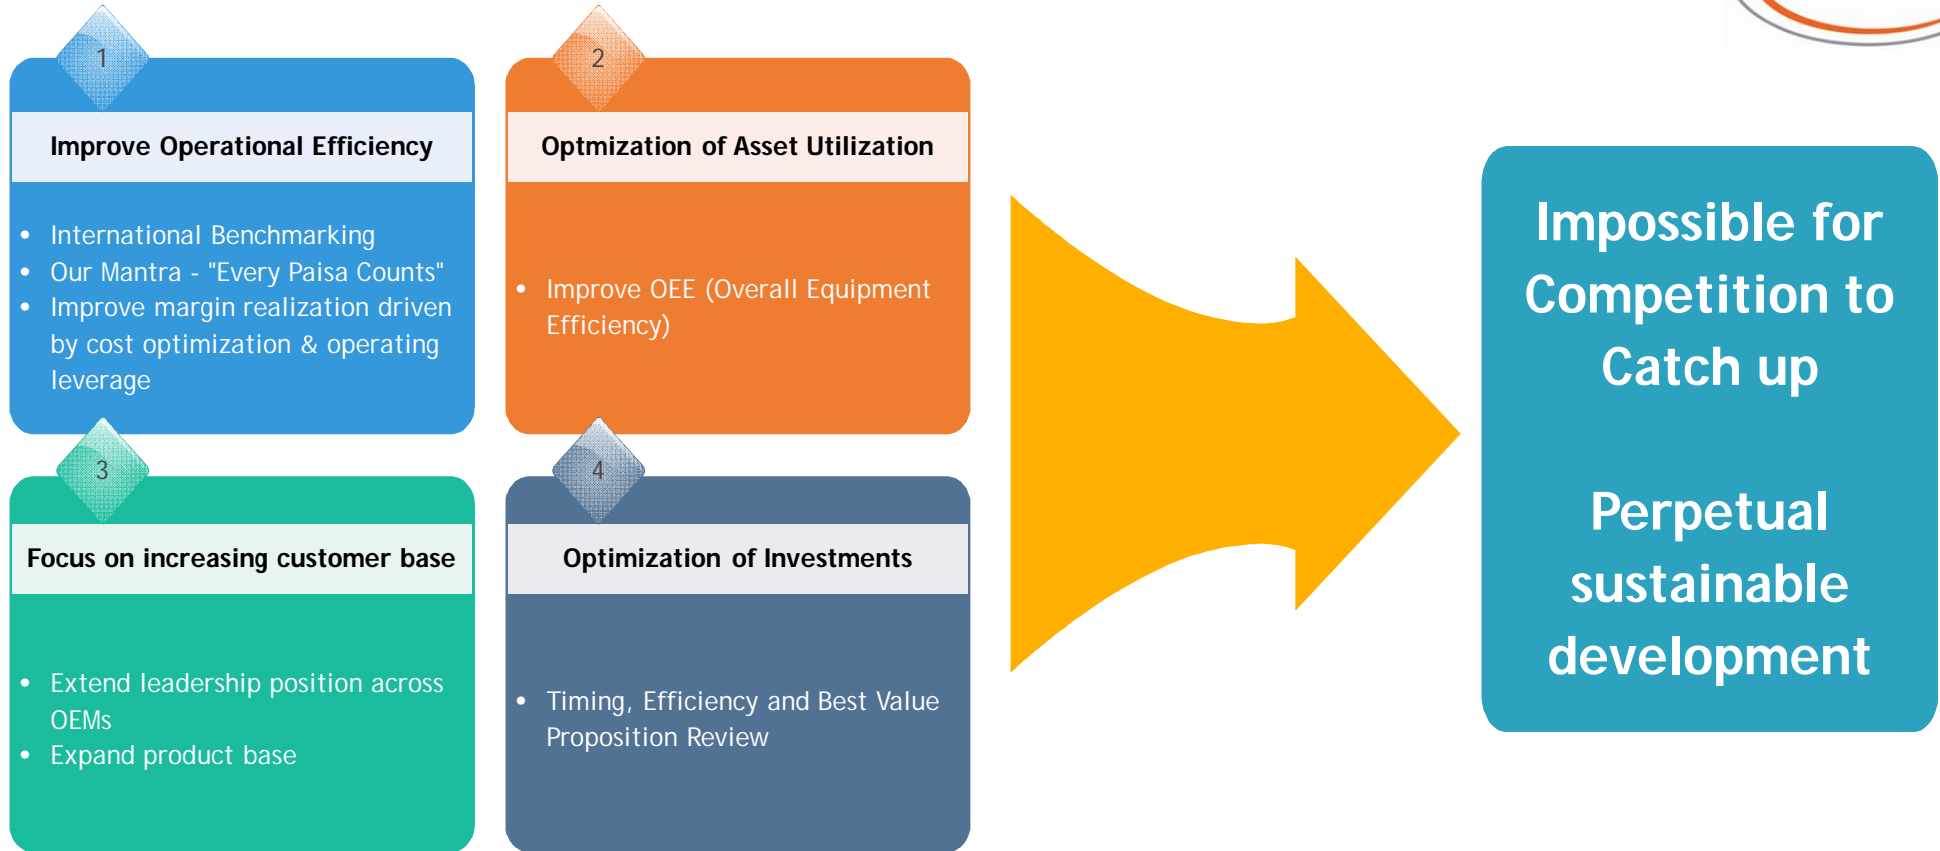 1
Improve Operational Efficiency
• International Benchmarking
• Our Mantra - "Every Paisa Counts"
• Improve margin realization driven
by cost optimization & operating
leverage
2
Optmization of Asset Utilization
• Improve OEE (Overall Equipment
Efficiency)
3
Focus on increasing customer base
• Extend leadership position across
OEMs
• Expand product base
4
Optimization of Investments
• Timing, Efficiency and Best Value
Proposition Review
Impossible for
Competition to
Catch up
Perpetual
sustainable
development